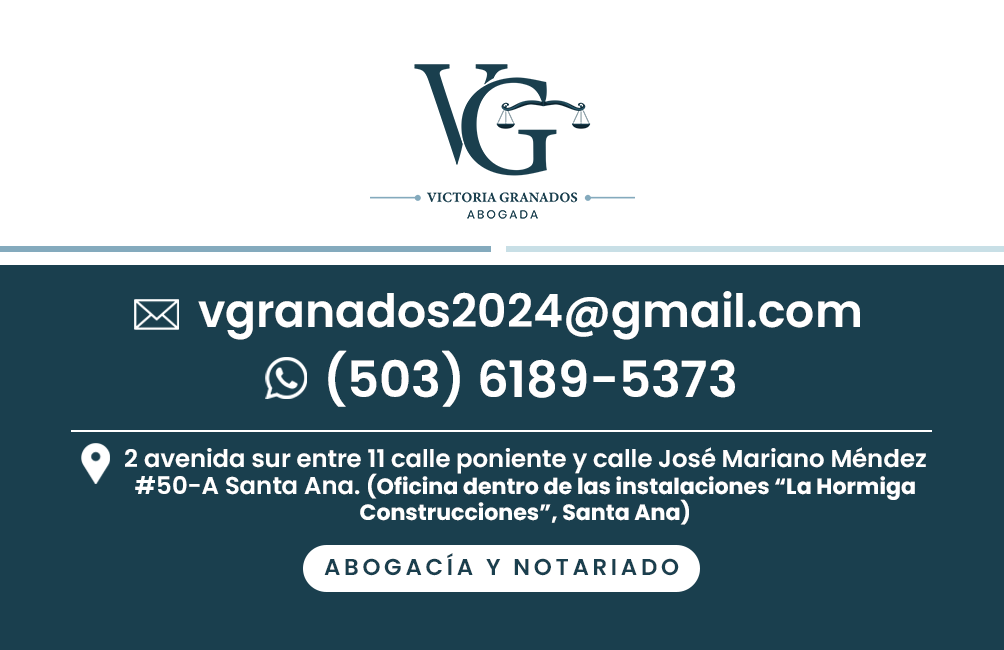 VG
VICTORIA GRANADOS
ABOGADA
vgranados2024@gmail.com
(503) 6189-5373
2 avenida sur entre 11 calle poniente y calle José Mariano Méndez
#50-A Santa Ana. (Oficina dentro de las instalaciones “La Hormiga
Construcciones”, Santa Ana)
ABOGACÍA Y NOTARIADO